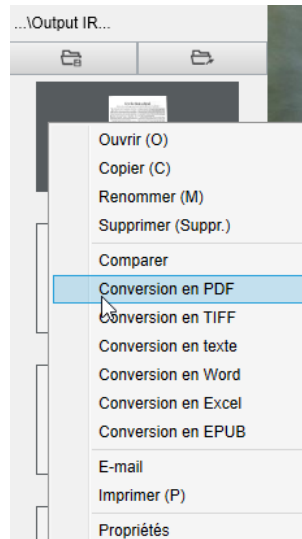 ...\Output IR...
Ouvrir (O)
Copier (C)
Renommer (M)
Supprimer (Suppr.)
Comparer
Conversion en PDF
Conversion en TIFF
Conversion en texte
Conversion en Word
Conversion en Excel
Conversion en EPUB
E-mail
Imprimer (P)
Propriétés